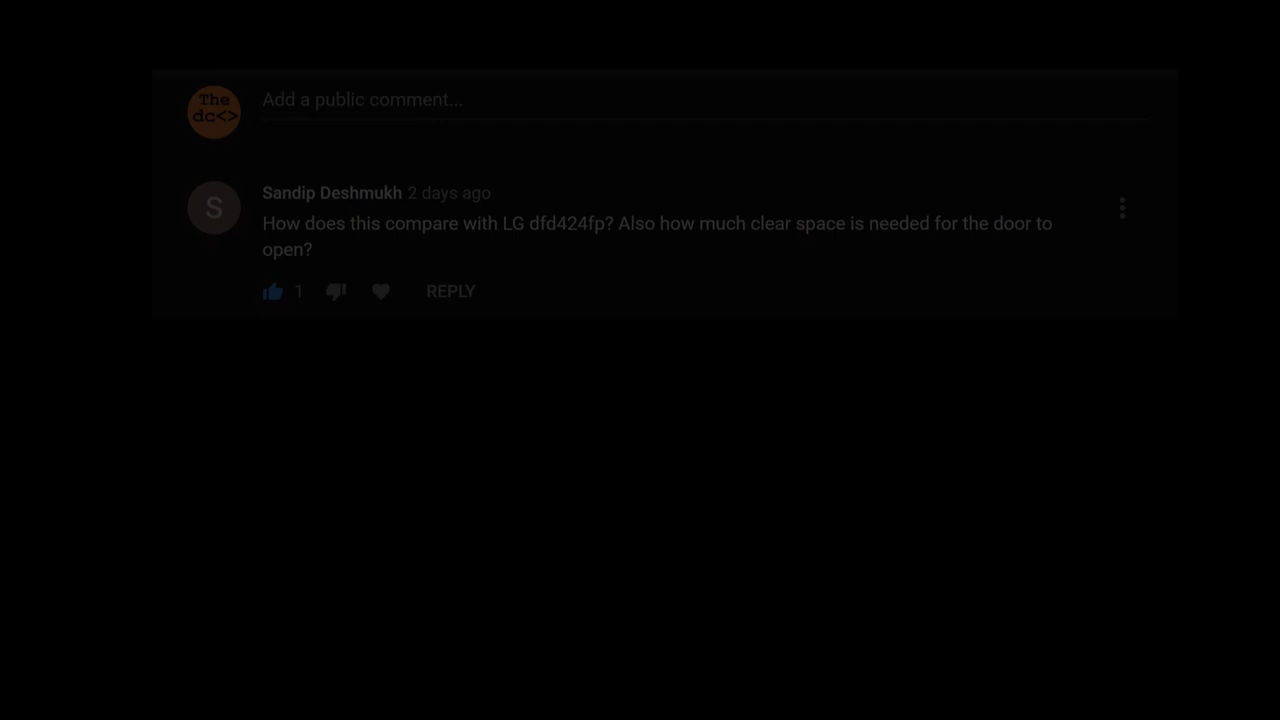 The
dc<>
Add a public comment...
S
Sandip Deshmukh 2 days ago
How does this compare with LG dfd424fp? Also how much clear space is needed for the door to
open?
1 REPLY